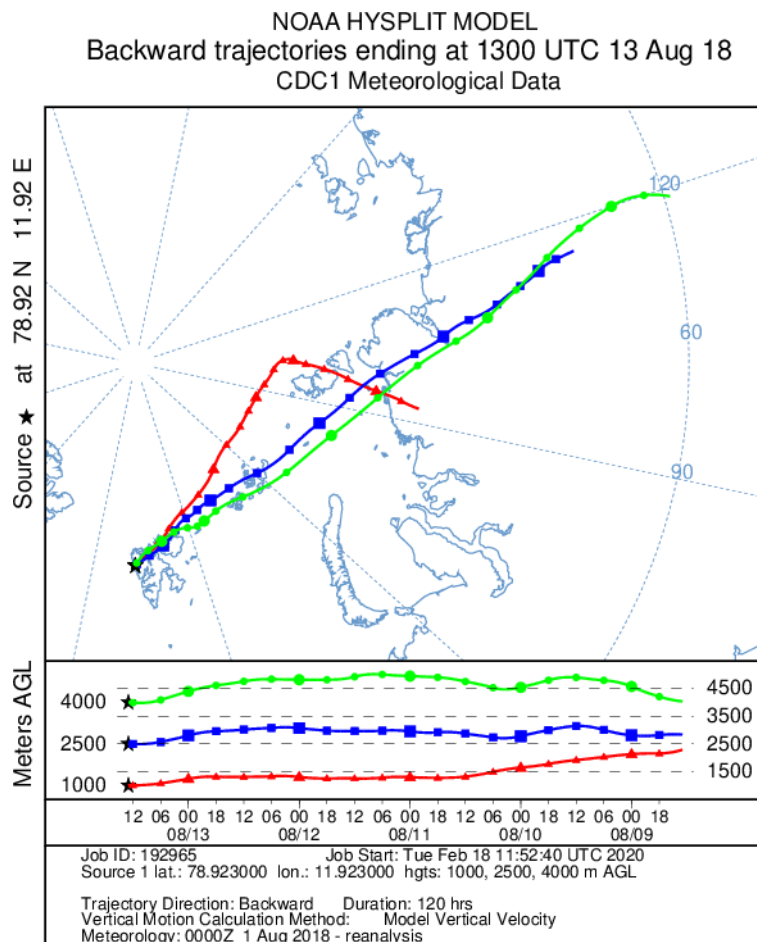 NOAA HYSPLIT MODEL
Backward trajectories ending at 1300 UTC 13 Aug 18
CDC1 Meteorological Data
Source ★ at 78.92 N 11.92 E
120
60
90
Meters AGL
4000
2500
1000
4500
3500
2500
1500
12 06 00 18 12 06 00 18 12 06 00 18 12 06 00 18 12 06 00 18
08/13 08/12 08/11 08/10 08/09
Job ID: 192965 Job Start: Tue Feb 18 11:52:40 UTC 2020
Source 1 lat.: 78.923000 lon.: 11.923000 hgts: 1000, 2500, 4000 m AGL
Trajectory Direction: Backward Duration: 120 hrs
Vertical Motion Calculation Method: Model Vertical Velocity
Meteorology: 0000Z 1 Aug 2018 - reanalysis